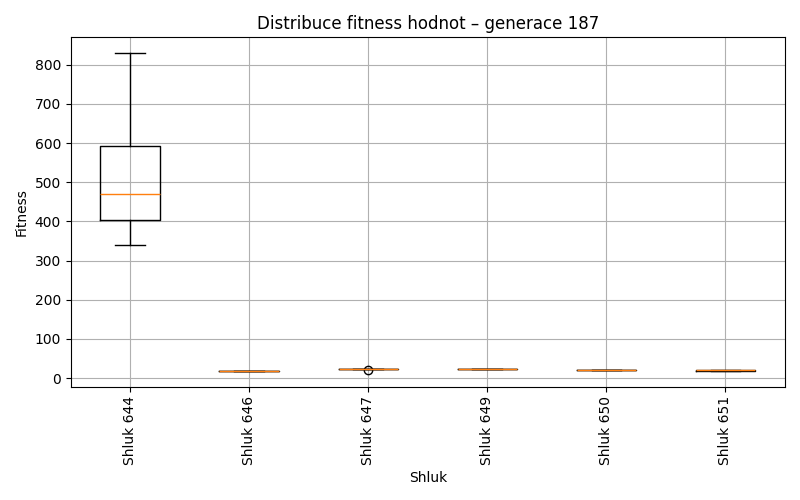 Distribuce fitness hodnot – generace 187
Fitness
800
700
600
500
400
300
200
100
0
Shluk 644
Shluk 646
Shluk 647
Shluk 649
Shluk 650
Shluk 651
Shluk